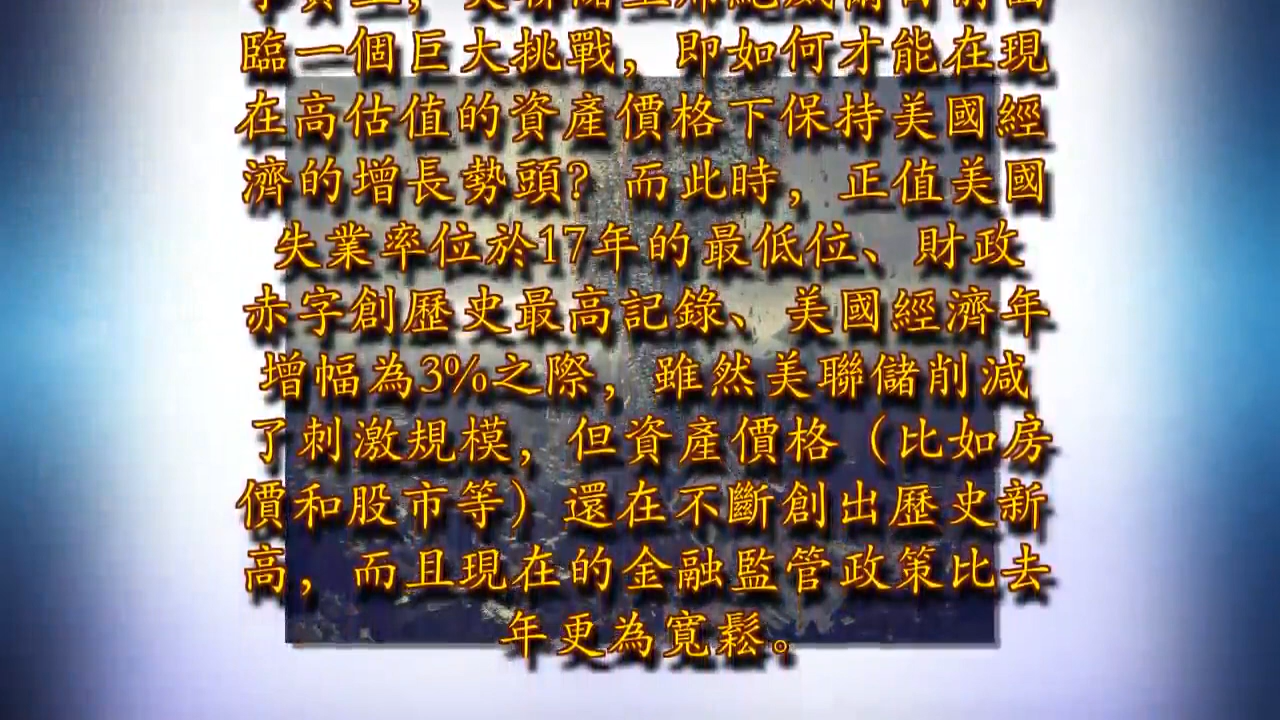 臨一個巨大挑戰，即如何才能在現
在高估值的資產價格下保持美國經
濟的增長勢頭？而此時，正值美國
失業率位於17年的最低位、財政
赤字創歷史最高記錄、美國經濟年
增幅為3%之際，雖然美聯儲削減
了刺激規模，但資產價格（比如房
價和股市等）還在不斷創出歷史新
高，而且現在的金融監管政策比去
年更為寬鬆。